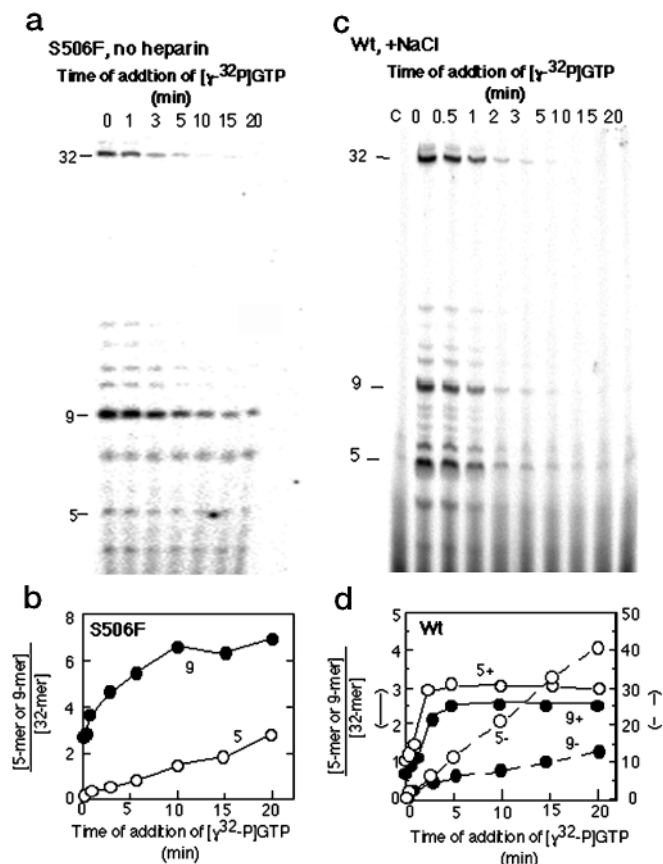 a
S506F, no heparin
Time of addtion of [γ-³²P]GTP
(min)
0 1 3 5 10 15 20
32
9
5
c
Wt, +NaCl
Time of addtion of [γ-³²P]GTP
(min)
C 0 0.5 1 2 3 5 10 15 20
32
9
5
b
S506F
8
6
4
2
0
[5-mer or 9-mer]
[32-mer]
9
5
0 5 10 15 20
Time of addition of [γ³²-P]GTP
(min)
d
Wt
5
4
3
2
1
0
[5-mer or 9-mer]
[32-mer]
(—)
5+
9+
5-
9-
50
40
30
20
10
0
(– –)
0 5 10 15 20
Time of addition of [γ³²-P]GTP
(min)